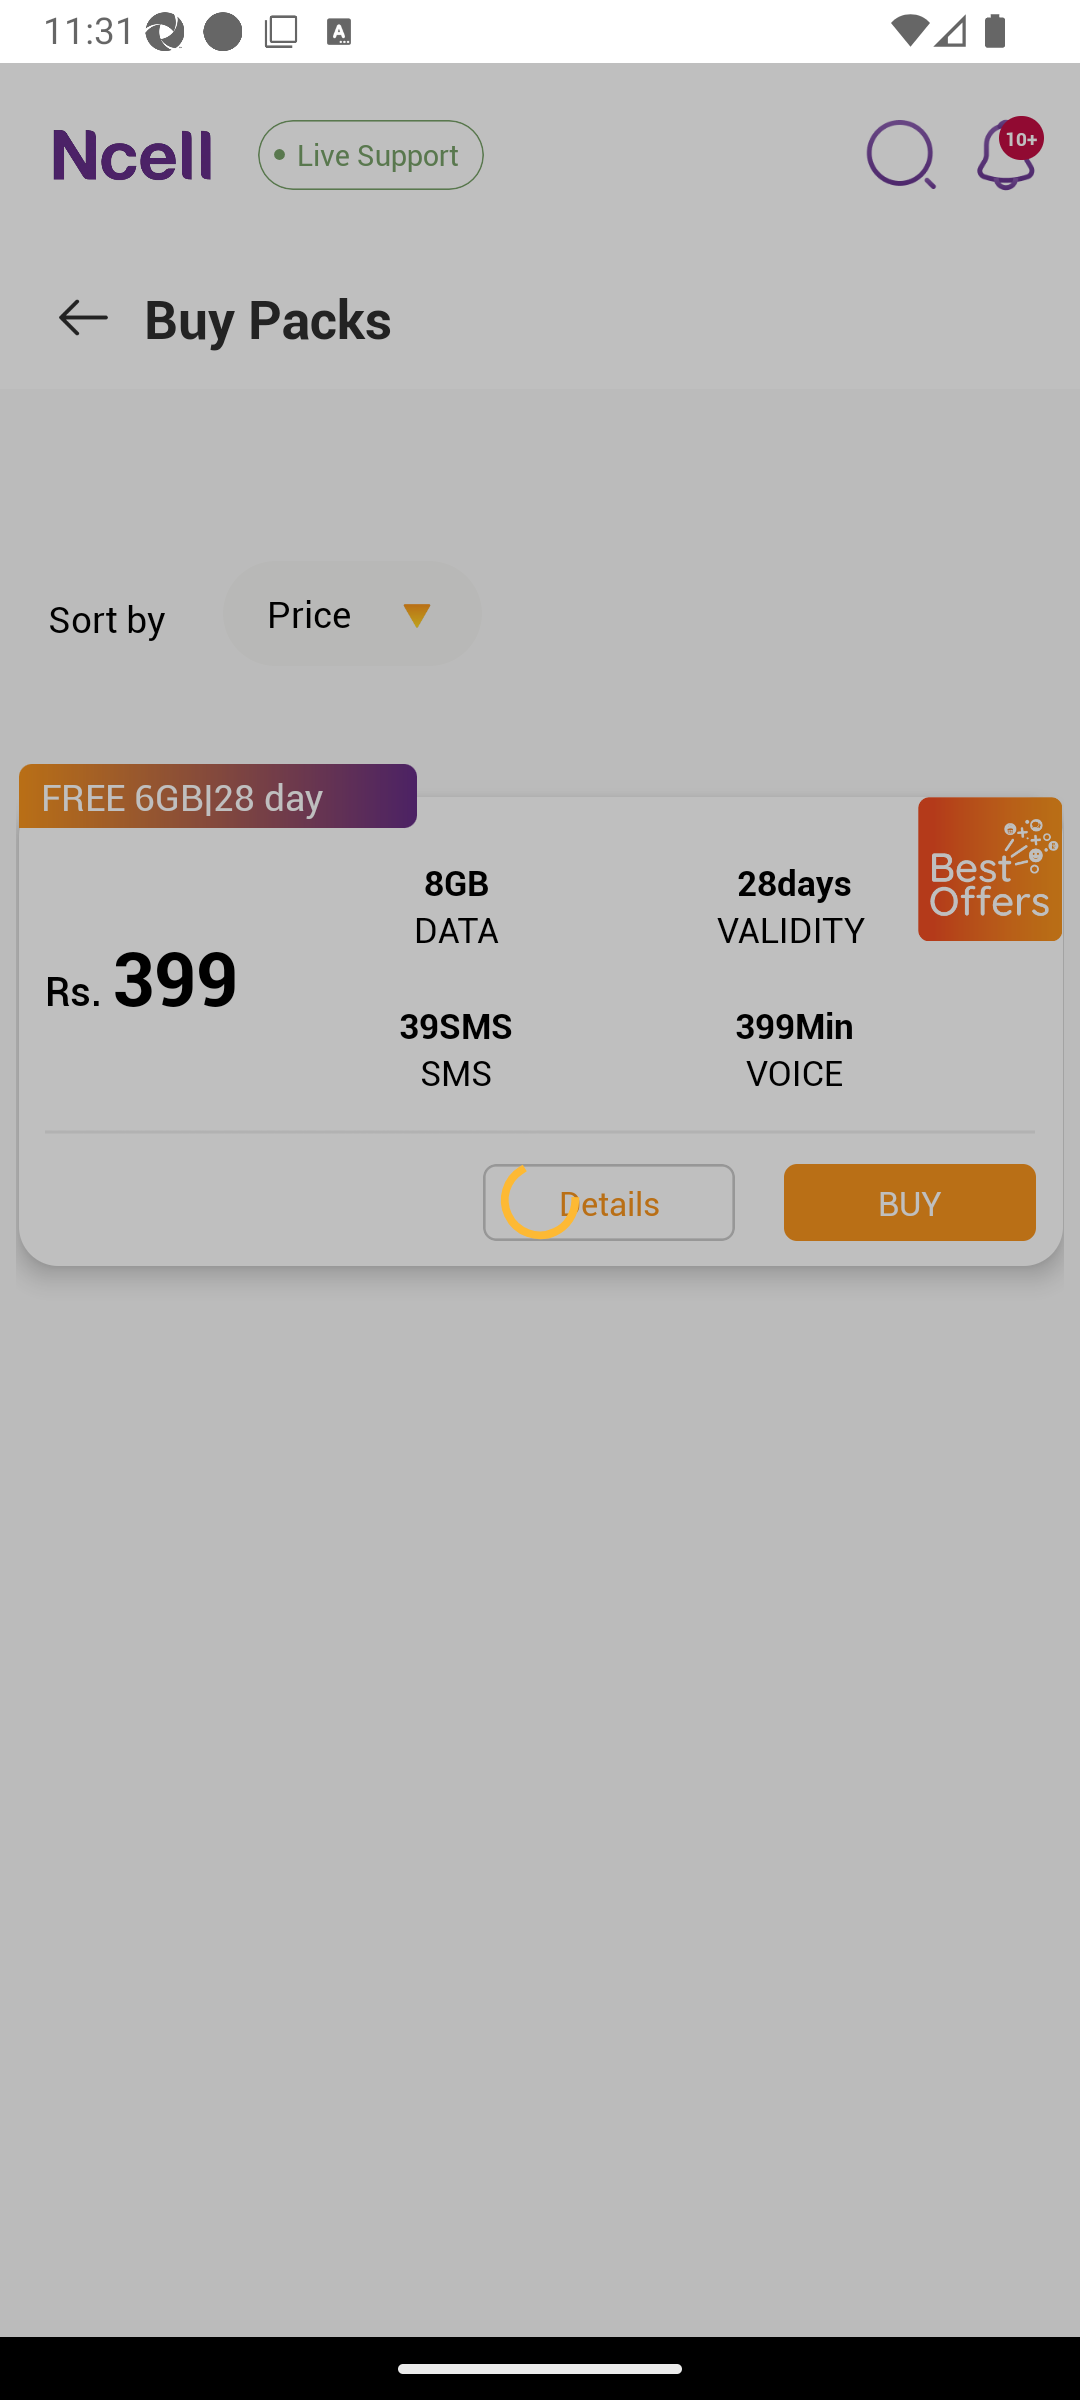 11:31
Ncell
Live Support
10+
Buy Packs
Sort by
Price
FREE 6GB|28 day
Best
Offers
8GB
DATA
28days
VALIDITY
Rs. 399
39SMS
SMS
399Min
VOICE
Details
BUY